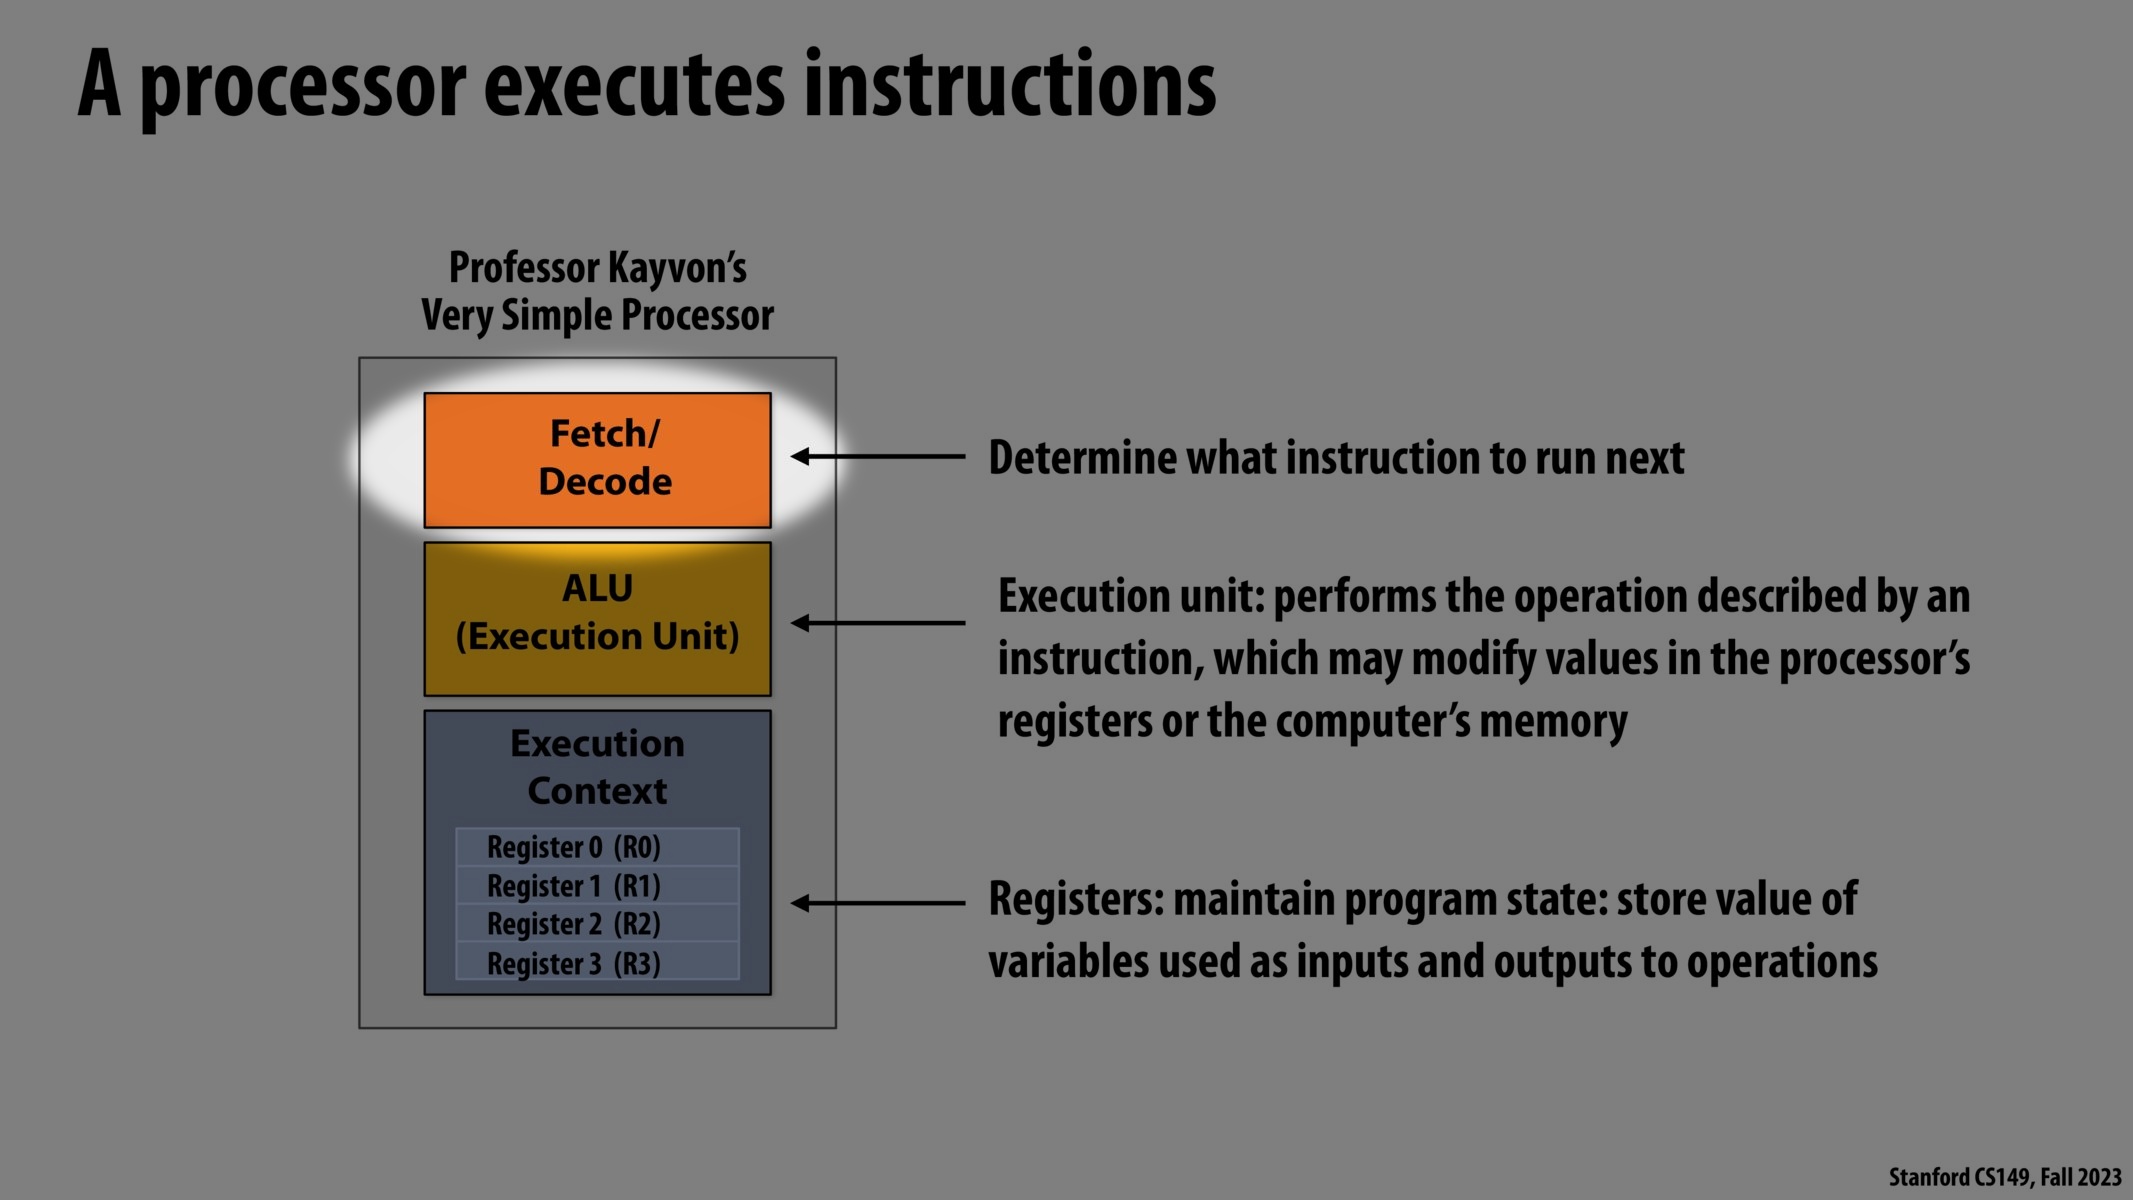 A processor executes instructions
Professor Kayvon’s
Very Simple Processor
Fetch/
Decode
Determine what instruction to run next
ALU
(Execution Unit)
Execution unit: performs the operation described by an
instruction, which may modify values in the processor’s
registers or the computer’s memory
Execution
Context
Register 0 (R0)
Register 1 (R1)
Register 2 (R2)
Register 3 (R3)
Registers: maintain program state: store value of
variables used as inputs and outputs to operations
Stanford CS149, Fall 2023